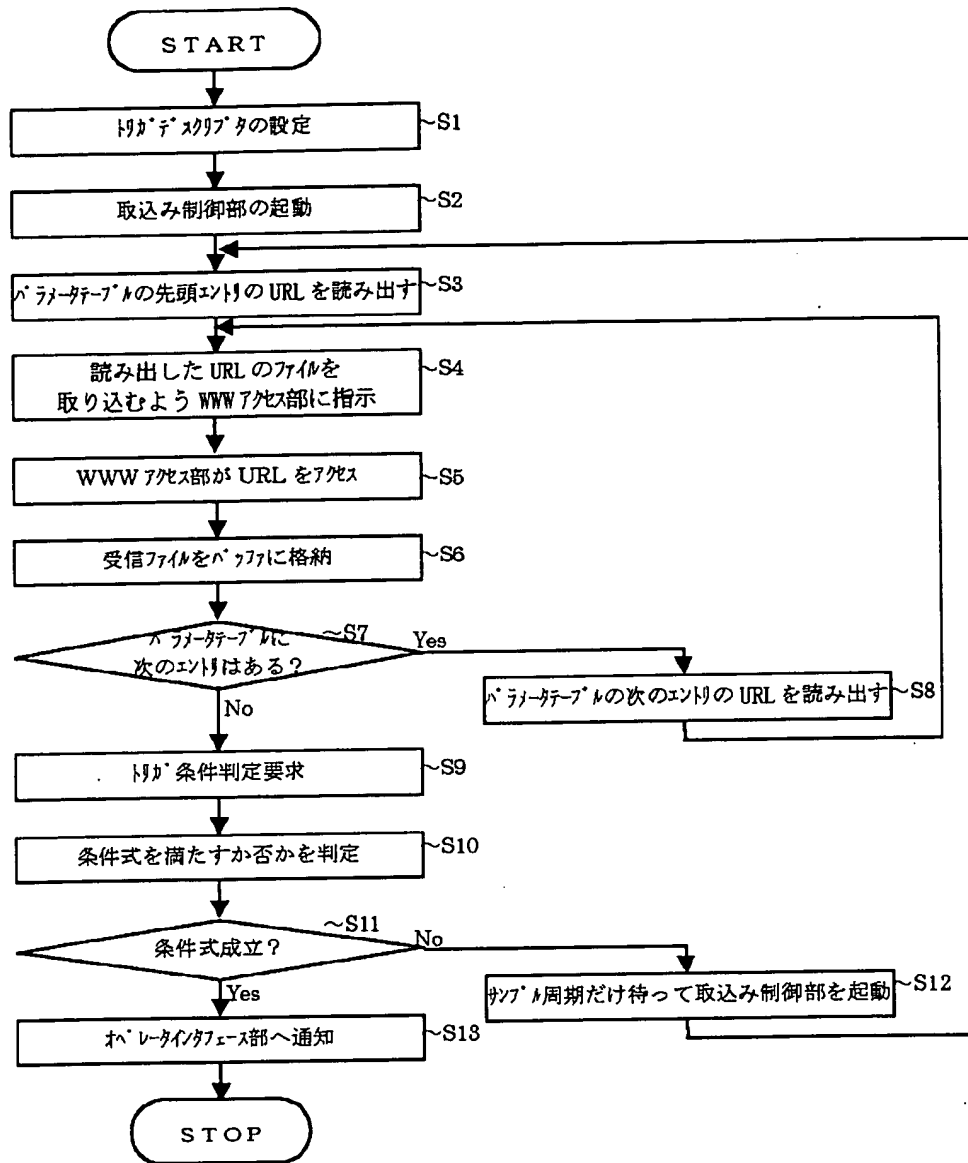 START
トリガデスクリプタの設定
~S1
取込み制御部の起動
~S2
パラメータテーブルの先頭エントリの URL を読み出す
~S3
読み出した URL のファイルを
取り込むよう WWW アクセス部に指示
~S4
WWW アクセス部が URL をアクセス
~S5
受信ファイルをバッファに格納
~S6
パラメータテーブルに
次のエントリはある？
~S7
Yes
パラメータテーブルの次のエントリの URL を読み出す
~S8
No
トリガ条件判定要求
~S9
条件式を満たすか否かを判定
~S10
条件式成立？
~S11
No
サンプル周期だけ待って取込み制御部を起動
~S12
Yes
オペレータインタフェース部へ通知
~S13
STOP